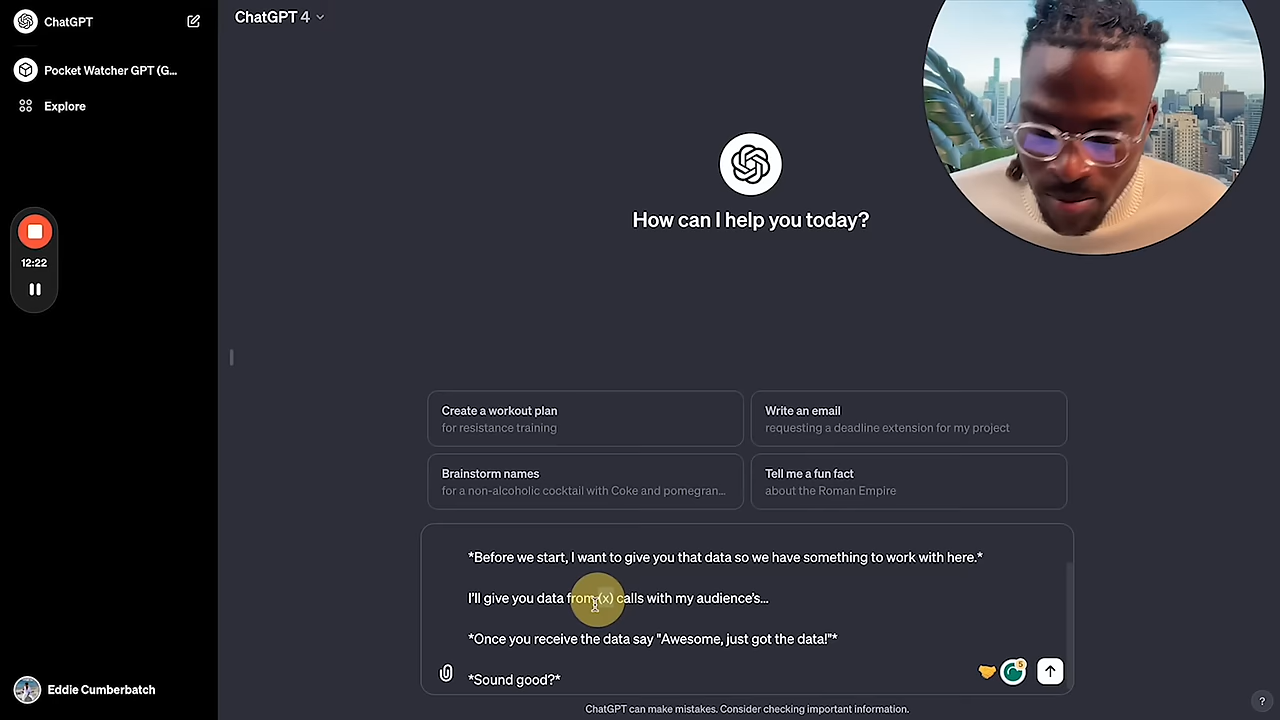 ChatGPT
Pocket Watcher GPT (G...
Explore
12:22
Eddie Cumberbatch
ChatGPT 4
How can I help you today?
Create a workout plan
for resistance training
Write an email
requesting a deadline extension for my project
Brainstorm names
for a non-alcoholic cocktail with Coke and pomegran...
Tell me a fun fact
about the Roman Empire
*Before we start, I want to give you that data so we have something to work with here.*
I'll give you data from (x) calls with my audience's...
*Once you receive the data say "Awesome, just got the data!"*
*Sound good?*
5
ChatGPT can make mistakes. Consider checking important information.
?